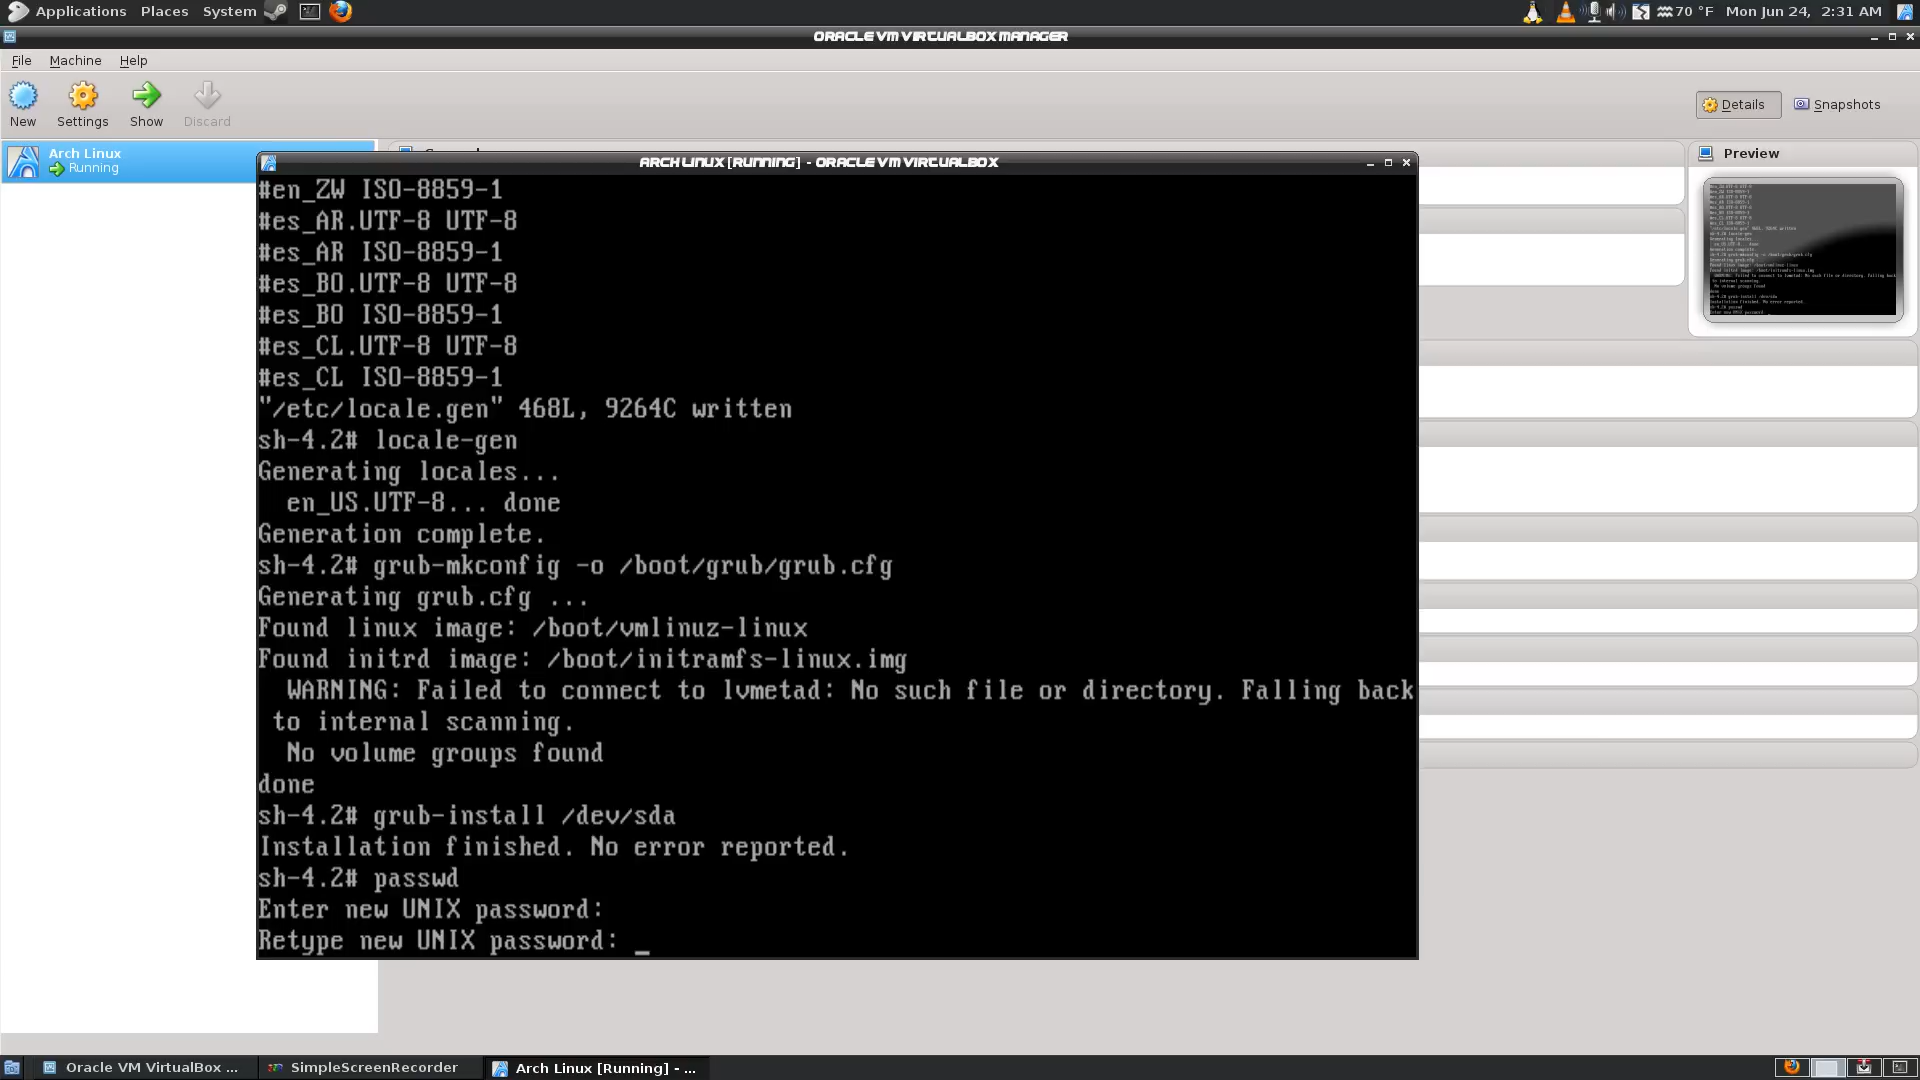 Applications Places System
70 °F Mon Jun 24, 2:31 AM
ORACLE VM VIRTUALBOX MANAGER
File Machine Help
New Settings Show Discard
Details Snapshots
Arch Linux
Running
Preview
ARCH LINUX [RUNNING] - ORACLE VM VIRTUALBOX
#en_ZW ISO-8859-1
#es_AR.UTF-8 UTF-8
#es_AR ISO-8859-1
#es_BO.UTF-8 UTF-8
#es_BO ISO-8859-1
#es_CL.UTF-8 UTF-8
#es_CL ISO-8859-1
"/etc/locale.gen" 468L, 9264C written
sh-4.2# locale-gen
Generating locales...
en_US.UTF-8... done
Generation complete.
sh-4.2# grub-mkconfig -o /boot/grub/grub.cfg
Generating grub.cfg ...
Found linux image: /boot/vmlinuz-linux
Found initrd image: /boot/initramfs-linux.img
WARNING: Failed to connect to lvmetad: No such file or directory. Falling back
to internal scanning.
No volume groups found
done
sh-4.2# grub-install /dev/sda
Installation finished. No error reported.
sh-4.2# passwd
Enter new UNIX password:
Retype new UNIX password: _
Oracle VM VirtualBox ... SimpleScreenRecorder Arch Linux [Running] - ...